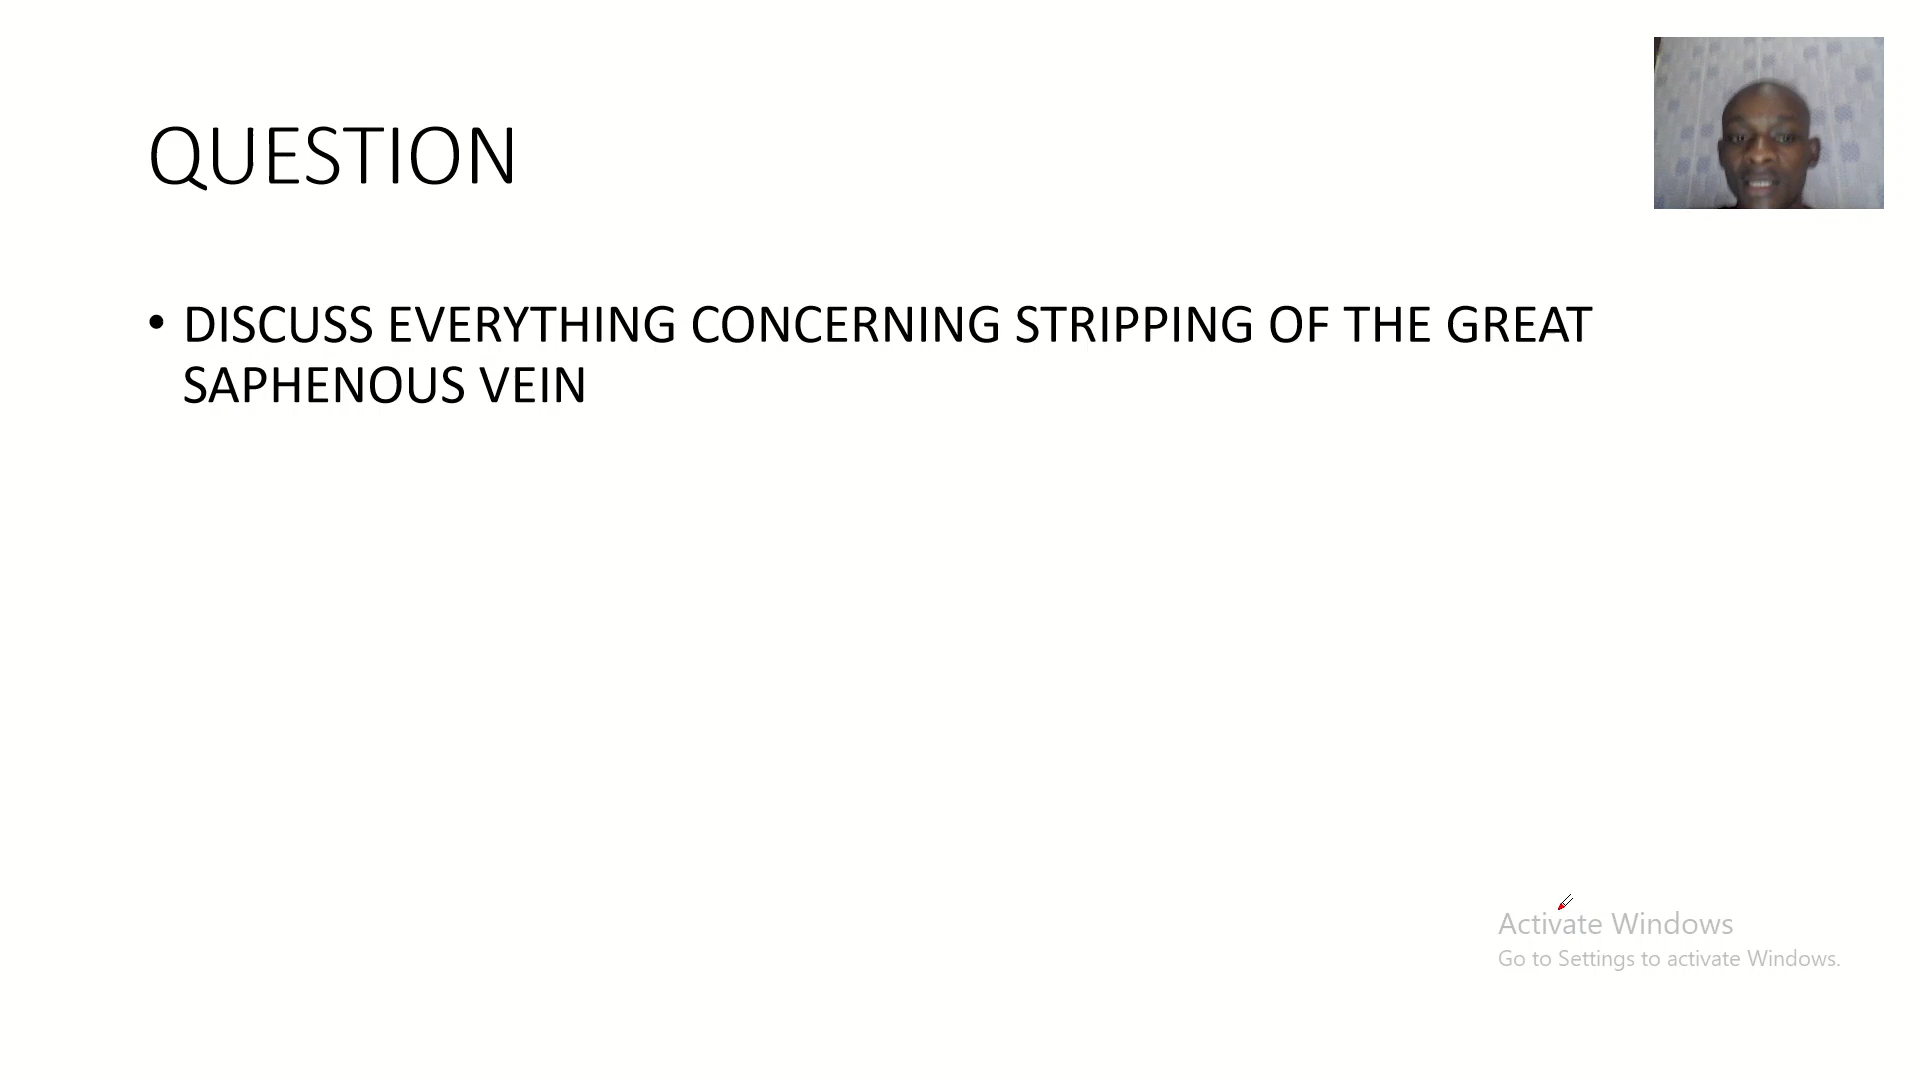 QUESTION
• DISCUSS EVERYTHING CONCERNING STRIPPING OF THE GREAT
SAPHENOUS VEIN
Activate Windows
Go to Settings to activate Windows.